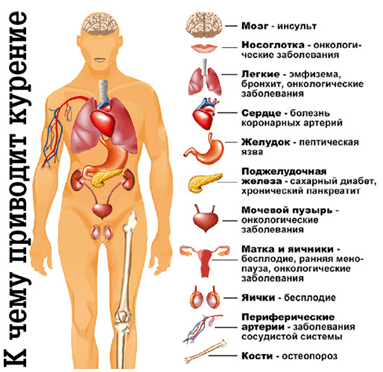 К чему приводит курение
Мозг - инсульт
Носоглотка - онкологи-
ческие заболевания
Легкие - эмфизема,
бронхит, онкологические
заболевания
Сердце - болезнь
коронарных артерий
Желудок - пептическая
язва
Поджелудочная
железа - сахарный диабет,
хронический панкреатит
Мочевой пузырь -
онкологические
заболевания
Матка и яичники -
бесплодие, ранняя мено-
пауза, онкологические
заболевания
Яички - бесплодие
Периферические
артерии - заболевания
сосудистой системы
Кости - остеопороз